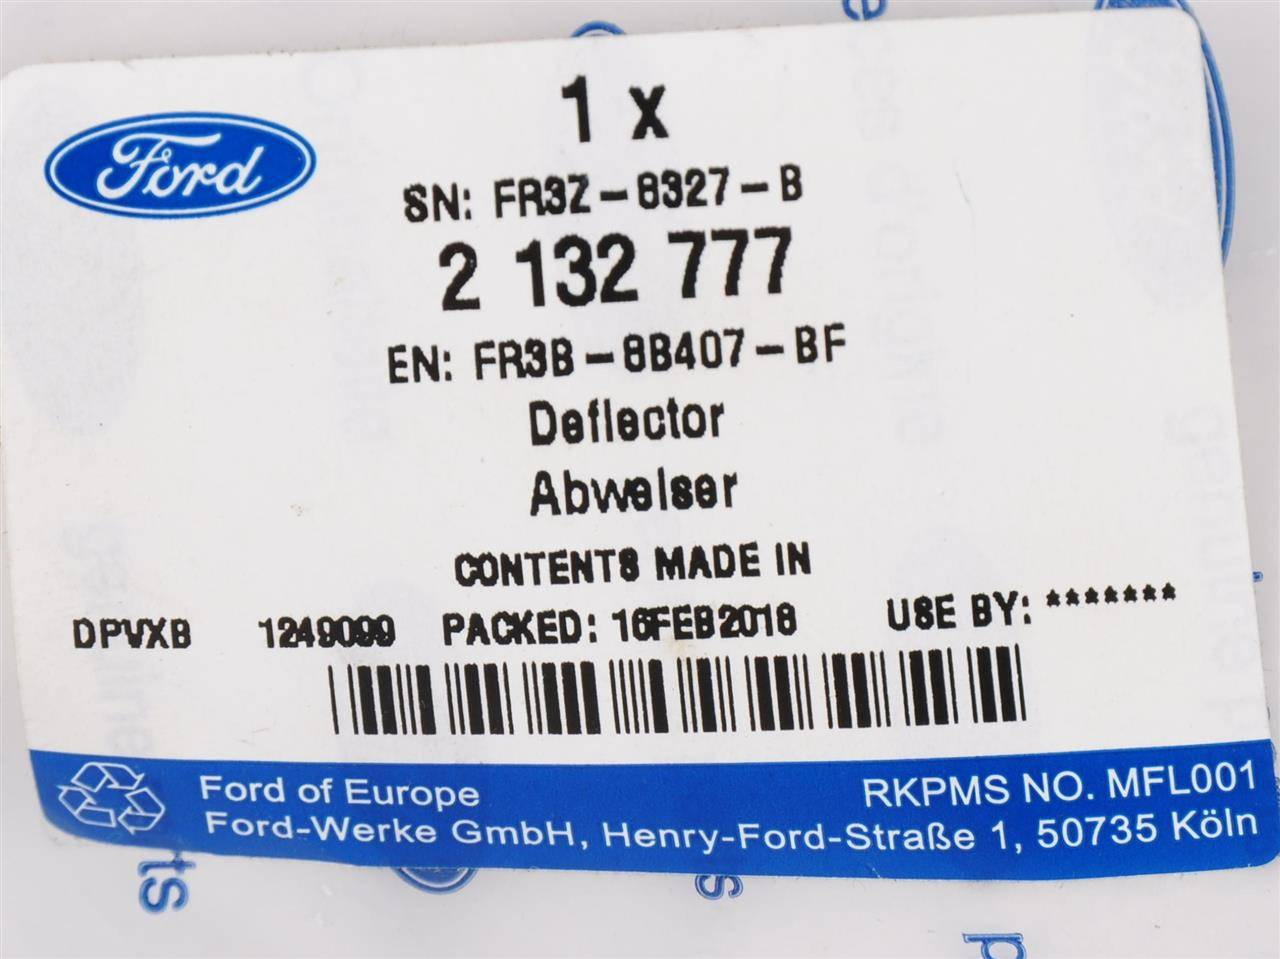 Ford
1 x
SN: FR3Z-8327-B
2 132 777
EN: FR3B-8B407-BF
Deflector
Abweiser
CONTENTS MADE IN
DPVXB 1249099 PACKED: 16FEB2018 USE BY: *******
Ford of Europe RKPMS NO. MFL001
Ford-Werke GmbH, Henry-Ford-Straße 1, 50735 Köln